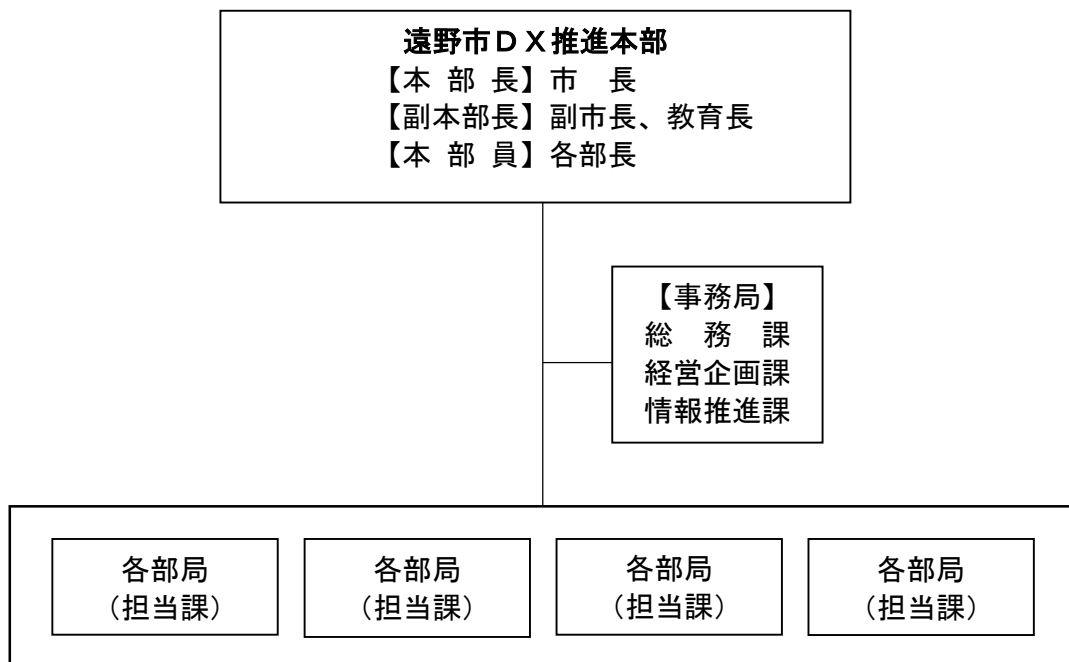 遠野市ＤＸ推進本部
【本 部 長】市　長
【副本部長】副市長、教育長
【本 部 員】各部長
【事務局】
総　務　課
経営企画課
情報推進課
各部局
（担当課）
各部局
（担当課）
各部局
（担当課）
各部局
（担当課）